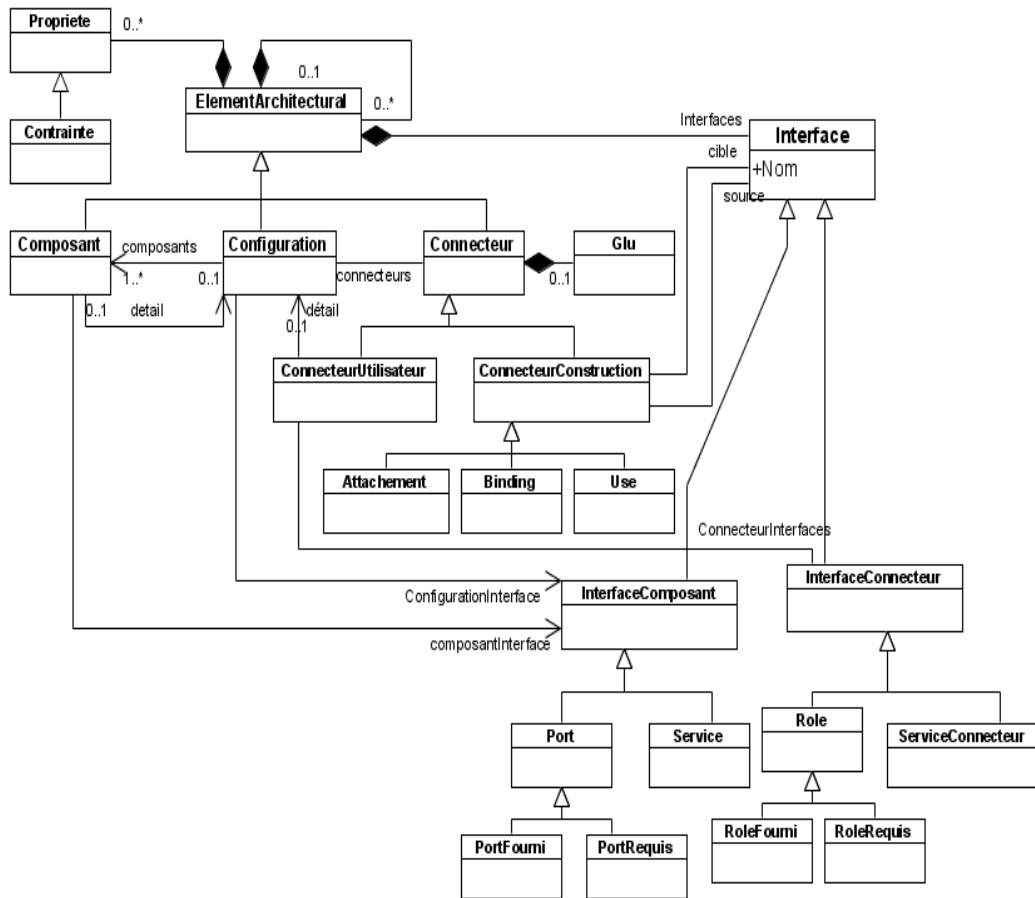 Propriete
0..*
0..1
ElementArchitectural
0..*
Contrainte
Interfaces
Interface
cible
+Nom
source
Composant
composants
Configuration
Connecteur
Glu
1..*
0..1
connecteurs
0..1
0..1
detail
détail
0..1
ConnecteurUtilisateur
ConnecteurConstruction
Attachement
Binding
Use
ConnecteurInterfaces
InterfaceConnecteur
ConfigurationInterface
InterfaceComposant
composantInterface
Port
Service
Role
ServiceConnecteur
PortFourni
PortRequis
RoleFourni
RoleRequis